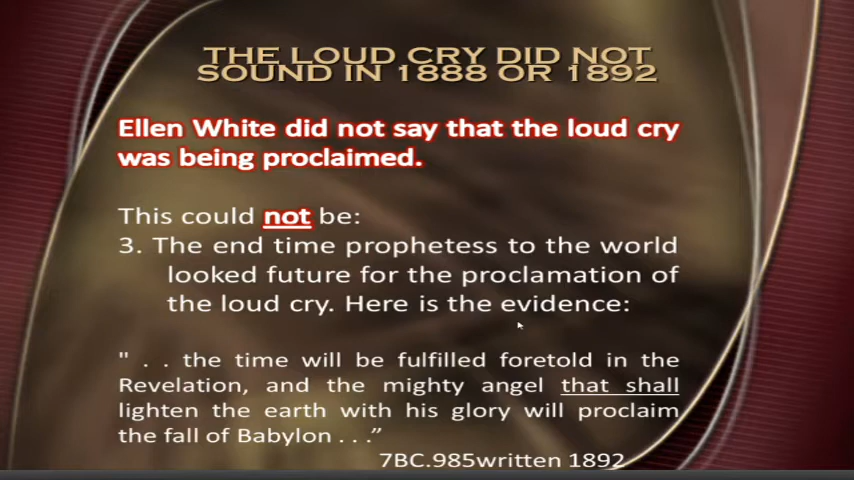 THE LOUD CRY DID NOT
SOUND IN 1888 OR 1892
Ellen White did not say that the loud cry
was being proclaimed.
This could not be:
3. The end time prophetess to the world
looked future for the proclamation of
the loud cry. Here is the evidence:
" . . the time will be fulfilled foretold in the
Revelation, and the mighty angel that shall
lighten the earth with his glory will proclaim
the fall of Babylon . . ."
7BC.985written 1892